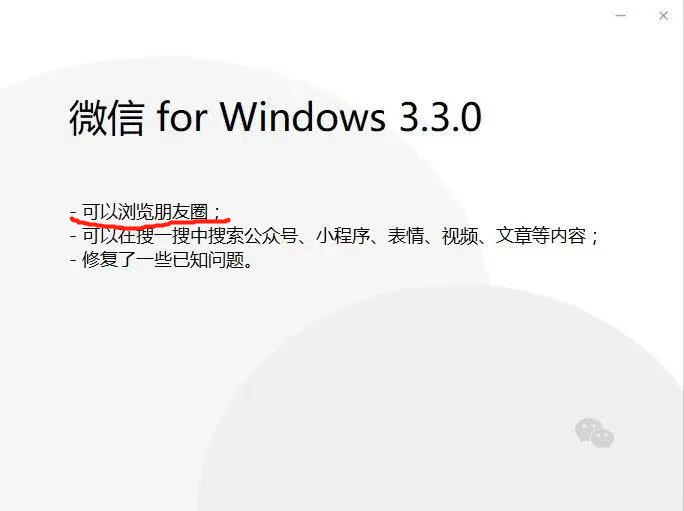 微信 for Windows 3.3.0
- 可以浏览朋友圈；
- 可以在搜一搜中搜索公众号、小程序、表情、视频、文章等内容；
- 修复了一些已知问题。